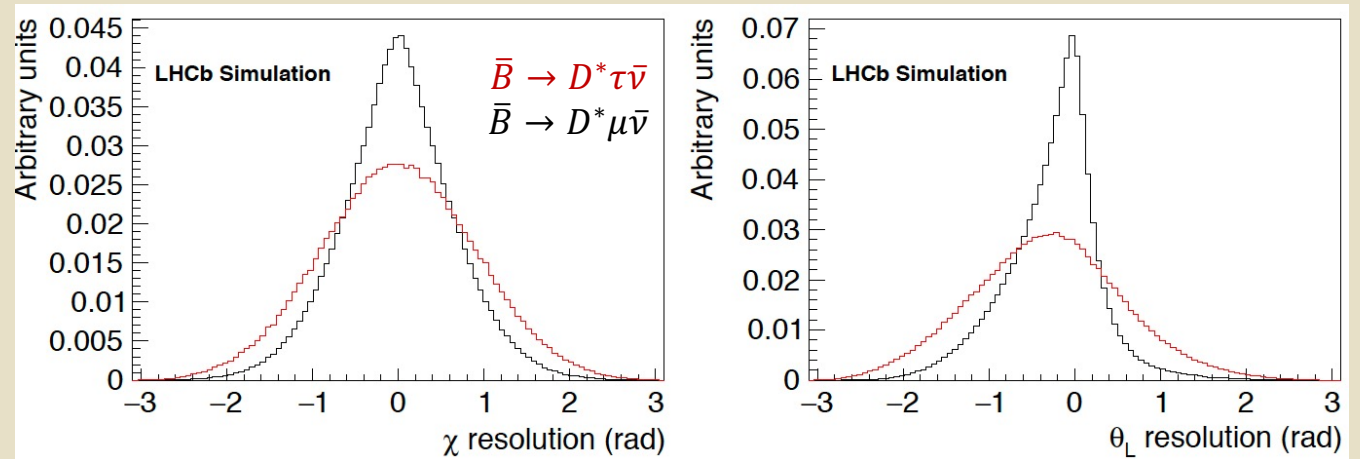 Arbitrary units
0.045
0.04
0.035
0.03
0.025
0.02
0.015
0.01
0.005
0
LHCb Simulation
B̄ → D*τν̄
B̄ → D*μν̄
−3 −2 −1 0 1 2 3
χ resolution (rad)
Arbitrary units
0.07
0.06
0.05
0.04
0.03
0.02
0.01
0
LHCb Simulation
−3 −2 −1 0 1 2 3
θ_L resolution (rad)